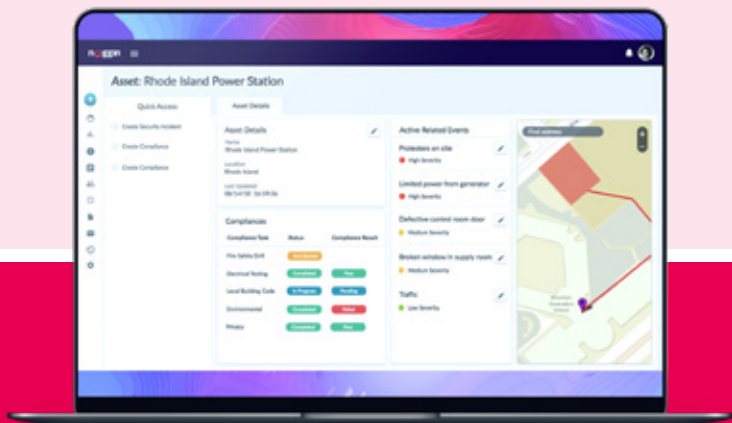 noggin
Asset: Rhode Island Power Station
Quick Access
Asset Details
Create Security Incident
Create Compliance
Create Compliance
Asset Details
Name
Rhode Island Power Station
Location
Rhode Island
Last Updated
Compliances
Compliance Task Status Compliance Result
Fire Safety Drill Not Started
Electrical Testing Completed Pass
Local Building Code In Progress Pending
Environmental Completed Failed
Privacy Completed Pass
Active Related Events
Protesters on site
High Severity
Limited power from generator
High Severity
Defective control room door
Medium Severity
Broken window in supply room
Medium Severity
Traffic
Low Severity
Find address